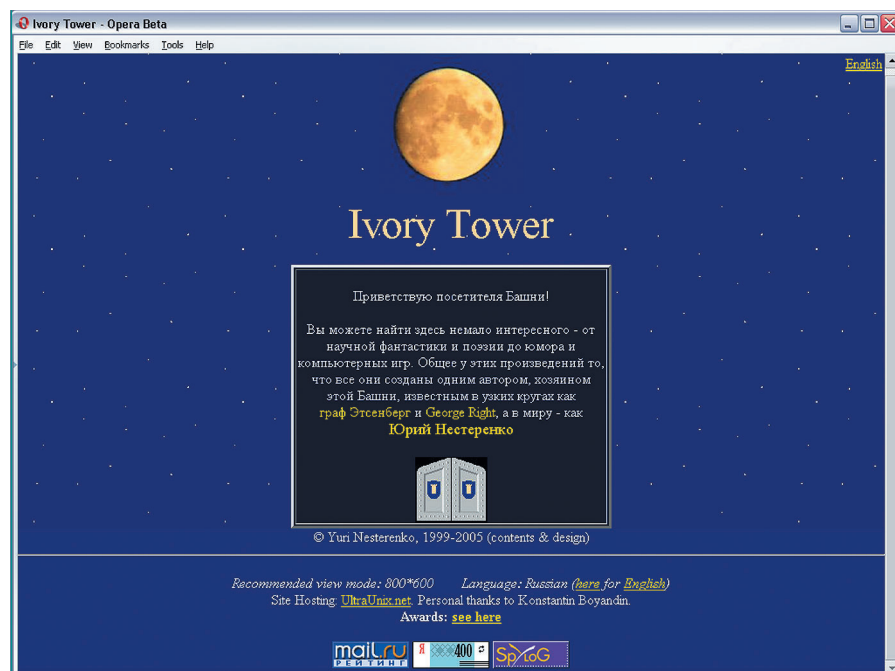 Ivory Tower - Opera Beta
File Edit View Bookmarks Tools Help
English
Ivory Tower
Приветствую посетителя Башни!
Вы можете найти здесь немало интересного - от
научной фантастики и поэзии до юмора и
компьютерных игр. Общее у этих произведений то,
что все они созданы одним автором, хозяином
этой Башни, известным в узких кругах как
граф Этсенберг и George Right, а в миру - как
Юрий Нестеренко
© Yuri Nesterenko, 1999-2005 (contents & design)
Recommended view mode: 800*600 Language: Russian (here for English)
Site Hosting: UltraUnix.net. Personal thanks to Konstantin Boyandin.
Awards: see here
mail.ru РЕЙТИНГ Я 400 SpyLOG